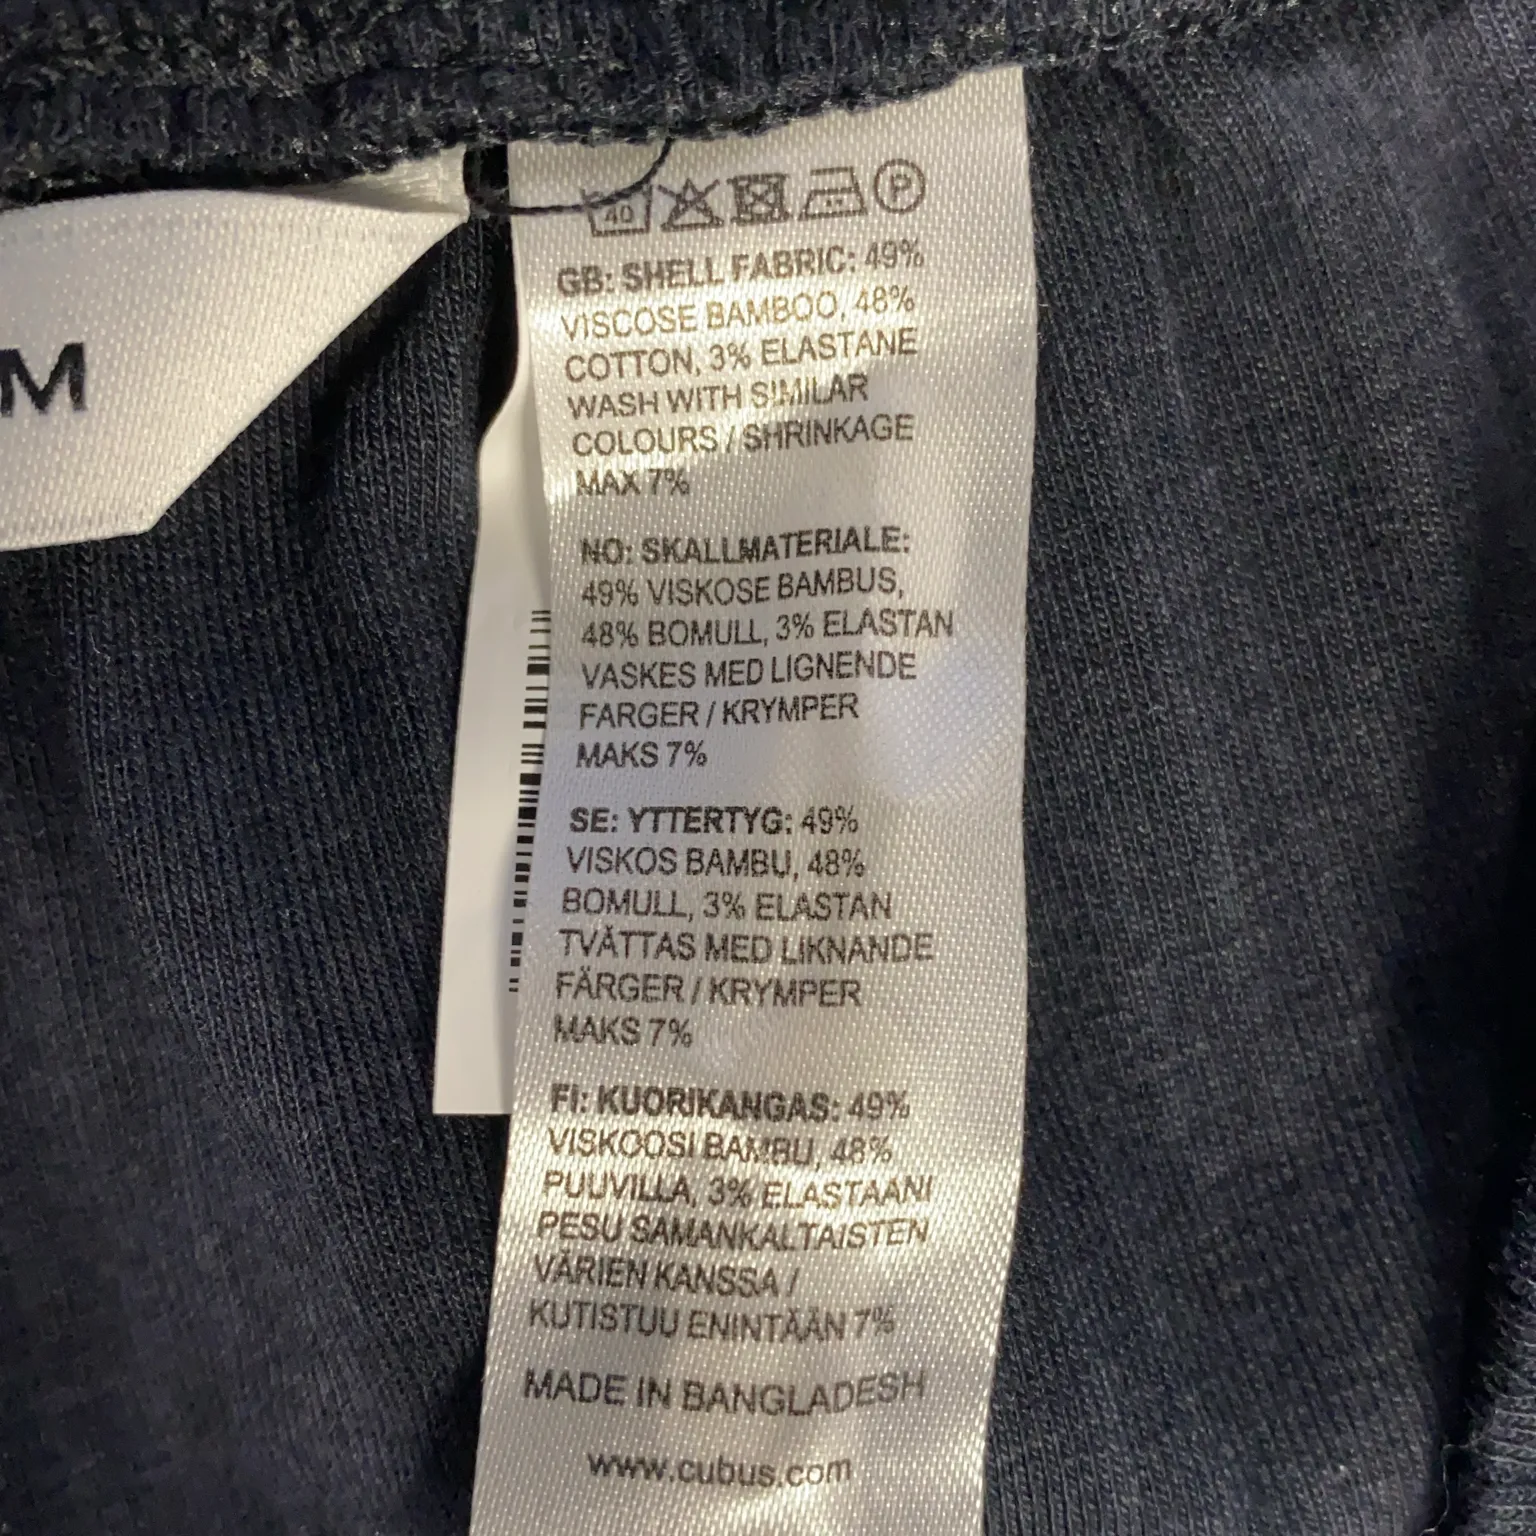 M
40 P
GB: SHELL FABRIC: 49%
VISCOSE BAMBOO, 48%
COTTON, 3% ELASTANE
WASH WITH SIMILAR
COLOURS / SHRINKAGE
MAX 7%
NO: SKALLMATERIALE:
49% VISKOSE BAMBUS,
48% BOMULL, 3% ELASTAN
VASKES MED LIGNENDE
FARGER / KRYMPER
MAKS 7%
SE: YTTERTYG: 49%
VISKOS BAMBU, 48%
BOMULL, 3% ELASTAN
TVÄTTAS MED LIKNANDE
FÄRGER / KRYMPER
MAKS 7%
FI: KUORIKANGAS: 49%
VISKOOSI BAMBU, 48%
PUUVILLA, 3% ELASTAANI
PESU SAMANKALTAISTEN
VÄRIEN KANSSA /
KUTISTUU ENINTÄÄN 7%
MADE IN BANGLADESH
www.cubus.com